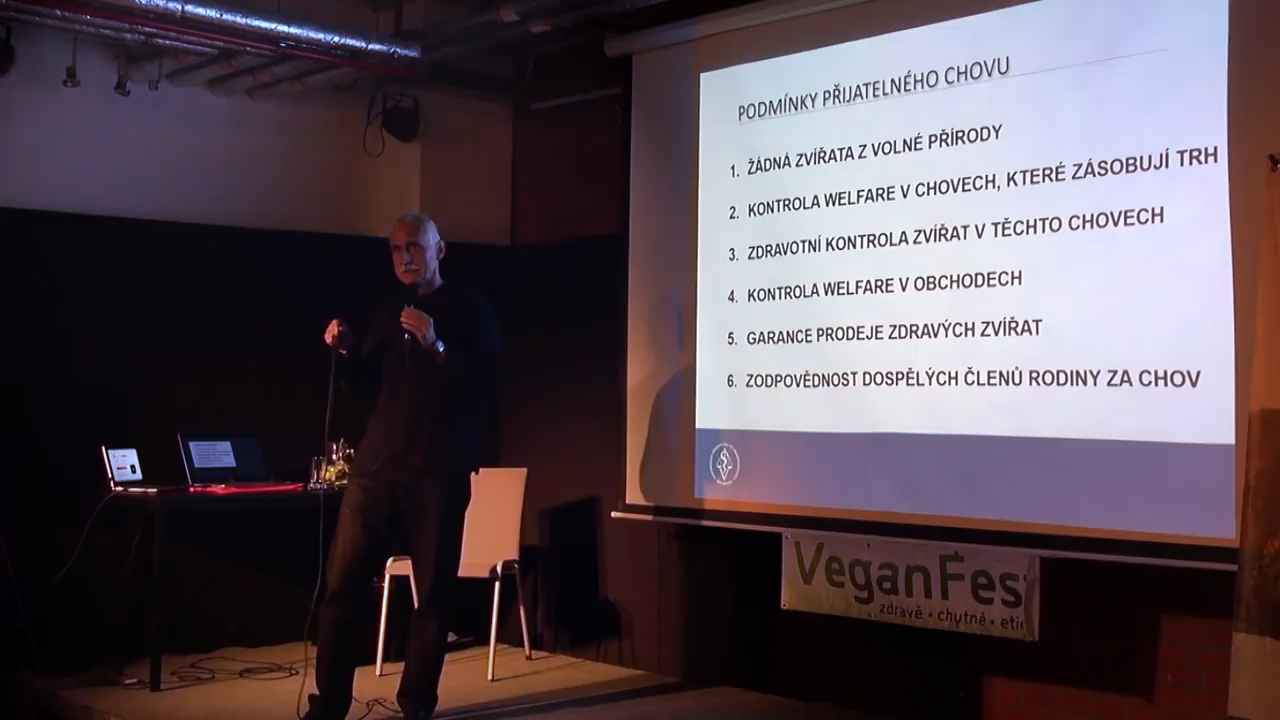 PODMÍNKY PŘIJATELNÉHO CHOVU
1. ŽÁDNÁ ZVÍŘATA Z VOLNÉ PŘÍRODY
2. KONTROLA WELFARE V CHOVECH, KTERÉ ZÁSOBUJÍ TRH
3. ZDRAVOTNÍ KONTROLA ZVÍŘAT V TĚCHTO CHOVECH
4. KONTROLA WELFARE V OBCHODECH
5. GARANCE PRODEJE ZDRAVÝCH ZVÍŘAT
6. ZODPOVĚDNOST DOSPĚLÝCH ČLENŮ RODINY ZA CHOV
VeganFes
zdravě • chutně • etic